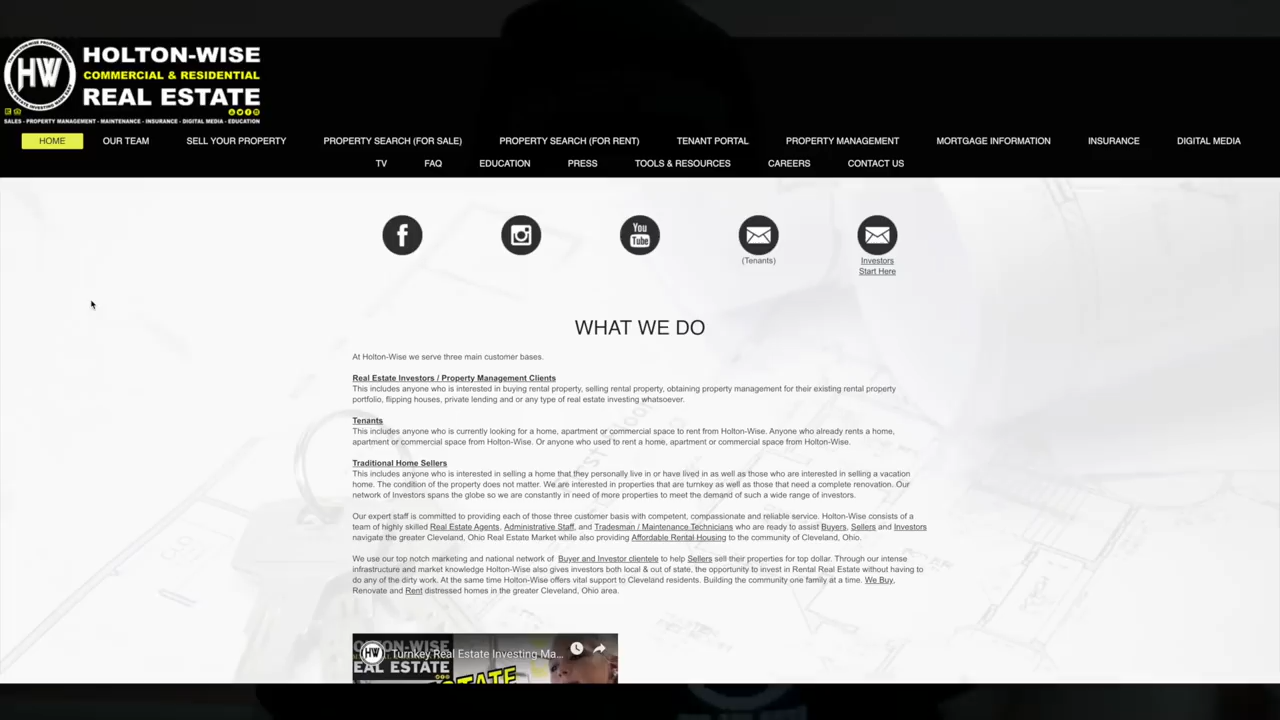 HOLTON-WISE
COMMERCIAL & RESIDENTIAL
REAL ESTATE
SALES - PROPERTY MANAGEMENT - MAINTENANCE - INSURANCE - DIGITAL MEDIA - EDUCATION
HW
HOME OUR TEAM SELL YOUR PROPERTY PROPERTY SEARCH (FOR SALE) PROPERTY SEARCH (FOR RENT) TENANT PORTAL PROPERTY MANAGEMENT MORTGAGE INFORMATION INSURANCE DIGITAL MEDIA
TV FAQ EDUCATION PRESS TOOLS & RESOURCES CAREERS CONTACT US
You
Tube
(Tenants)
Investors
Start Here
WHAT WE DO
At Holton-Wise we serve three main customer bases.
Real Estate Investors / Property Management Clients
This includes anyone who is interested in buying rental property, selling rental property, obtaining property management for their existing rental property
portfolio, flipping houses, private lending and or any type of real estate investing whatsoever.
Tenants
This includes anyone who is currently looking for a home, apartment or commercial space to rent from Holton-Wise. Anyone who already rents a home,
apartment or commercial space from Holton-Wise. Or anyone who used to rent a home, apartment or commercial space from Holton-Wise.
Traditional Home Sellers
This includes anyone who is interested in selling a home that they personally live in or have lived in as well as those who are interested in selling a vacation
home. The condition of the property does not matter. We are interested in properties that are turnkey as well as those that need a complete renovation. Our
network of Investors spans the globe so we are constantly in need of more properties to meet the demand of such a wide range of investors.
Our expert staff is committed to providing each of those three customer basis with competent, compassionate and reliable service. Holton-Wise consists of a
team of highly skilled Real Estate Agents, Administrative Staff, and Tradesman / Maintenance Technicians who are ready to assist Buyers, Sellers and Investors
navigate the greater Cleveland, Ohio Real Estate Market while also providing Affordable Rental Housing to the community of Cleveland, Ohio.
We use our top notch marketing and national network of Buyer and Investor clientele to help Sellers sell their properties for top dollar. Through our intense
infrastructure and market knowledge Holton-Wise also gives investors both local & out of state, the opportunity to invest in Rental Real Estate without having to
do any of the dirty work. At the same time Holton-Wise offers vital support to Cleveland residents. Building the community one family at a time. We Buy,
Renovate and Rent distressed homes in the greater Cleveland, Ohio area.
HOLTON-WISE
HW Turnkey Real Estate Investing Ma...
REAL ESTATE